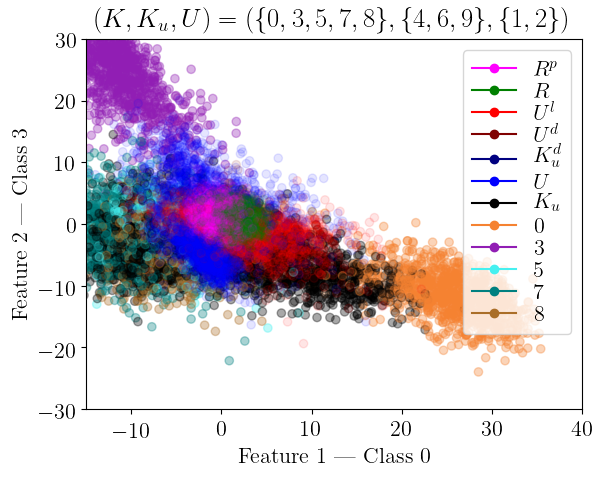 (K, K_u, U) = ({0, 3, 5, 7, 8}, {4, 6, 9}, {1, 2})
30
20
10
0
−10
−20
−30
Feature 2 — Class 3
R^p
R
U^l
U^d
K_u^d
U
K_u
0
3
5
7
8
−10
0
10
20
30
40
Feature 1 — Class 0